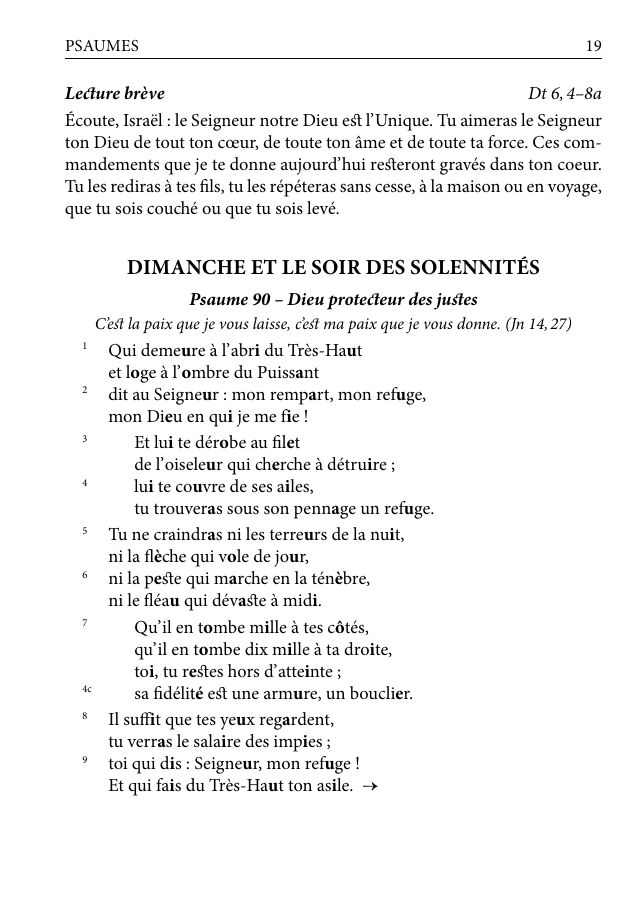 PSAUMES 19
Lecture brève Dt 6, 4–8a
Écoute, Israël : le Seigneur notre Dieu est l’Unique. Tu aimeras le Seigneur
ton Dieu de tout ton cœur, de toute ton âme et de toute ta force. Ces com-
mandements que je te donne aujourd’hui resteront gravés dans ton coeur.
Tu les rediras à tes fils, tu les répéteras sans cesse, à la maison ou en voyage,
que tu sois couché ou que tu sois levé.
DIMANCHE ET LE SOIR DES SOLENNITÉS
Psaume 90 – Dieu protecteur des justes
C’est la paix que je vous laisse, c’est ma paix que je vous donne. (Jn 14, 27)
1 Qui demeure à l’abri du Très-Haut
et loge à l’ombre du Puissant
2 dit au Seigneur : mon rempart, mon refuge,
mon Dieu en qui je me fie !
3 Et lui te dérobe au filet
de l’oiseleur qui cherche à détruire ;
4 lui te couvre de ses ailes,
tu trouveras sous son pennage un refuge.
5 Tu ne craindras ni les terreurs de la nuit,
ni la flèche qui vole de jour,
6 ni la peste qui marche en la ténèbre,
ni le fléau qui dévaste à midi.
7 Qu’il en tombe mille à tes côtés,
qu’il en tombe dix mille à ta droite,
toi, tu restes hors d’atteinte ;
4c sa fidélité est une armure, un bouclier.
8 Il suffit que tes yeux regardent,
tu verras le salaire des impies ;
9 toi qui dis : Seigneur, mon refuge !
Et qui fais du Très-Haut ton asile. →